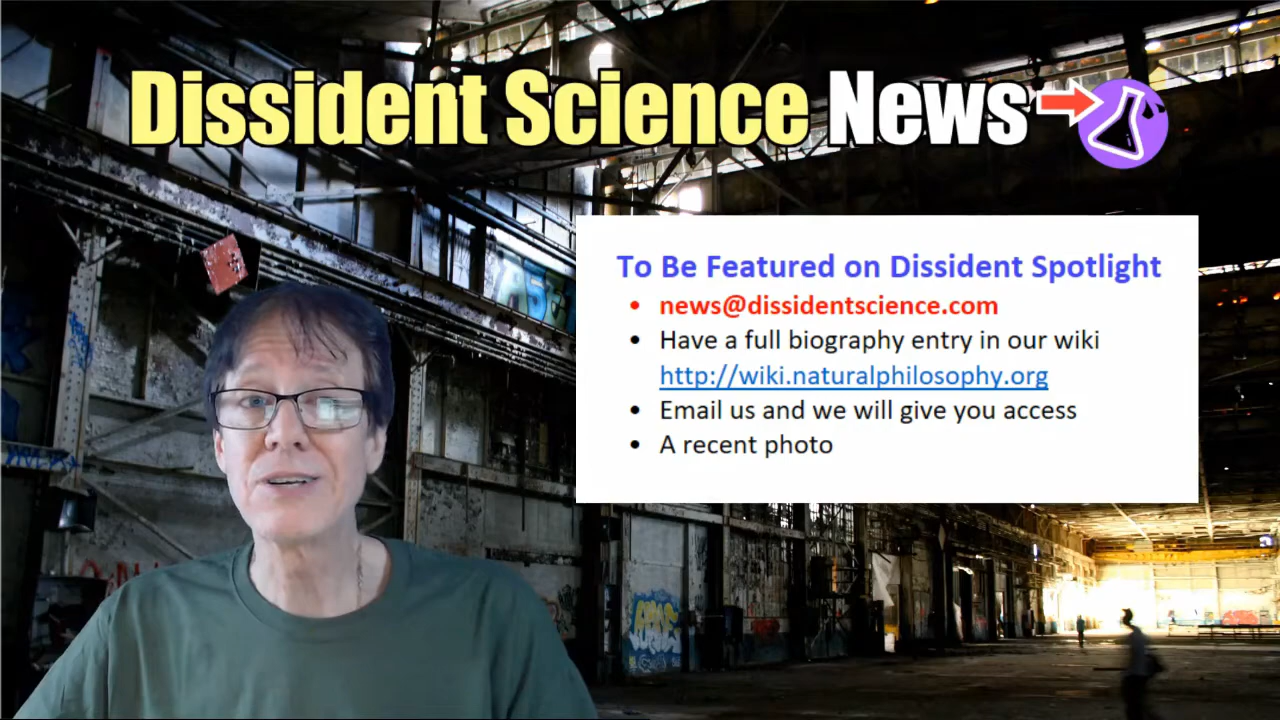 Dissident Science News
To Be Featured on Dissident Spotlight
• news@dissidentscience.com
• Have a full biography entry in our wiki
http://wiki.naturalphilosophy.org
• Email us and we will give you access
• A recent photo